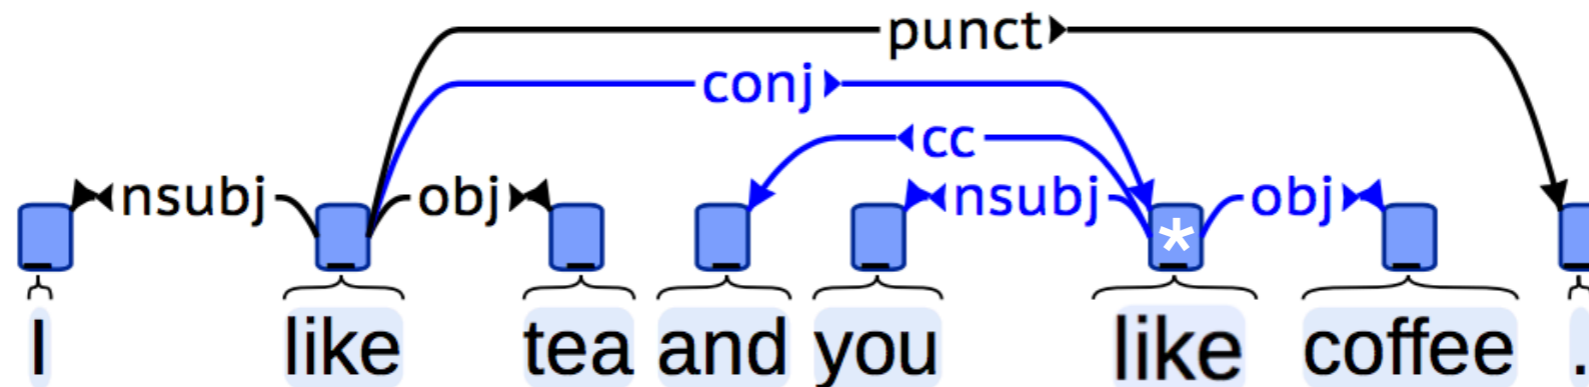 punct
conj
cc
nsubj obj nsubj obj
*
I like tea and you like coffee .